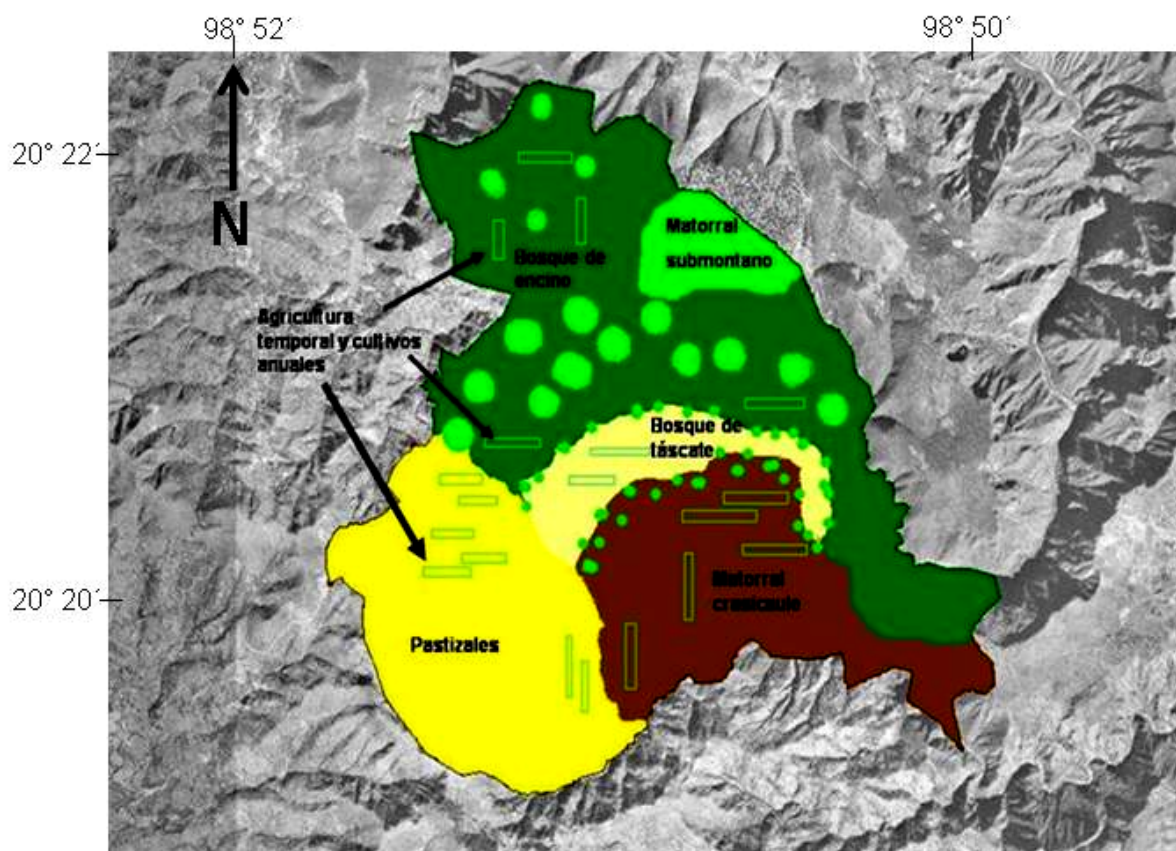 98° 52´
98° 50´
20° 22´
N
Matorral
submontano
Bosque de
encino
Agricultura
temporal y cultivos
anuales
Bosque de
táscate
Matorral
crasicaule
20° 20´
Pastizales